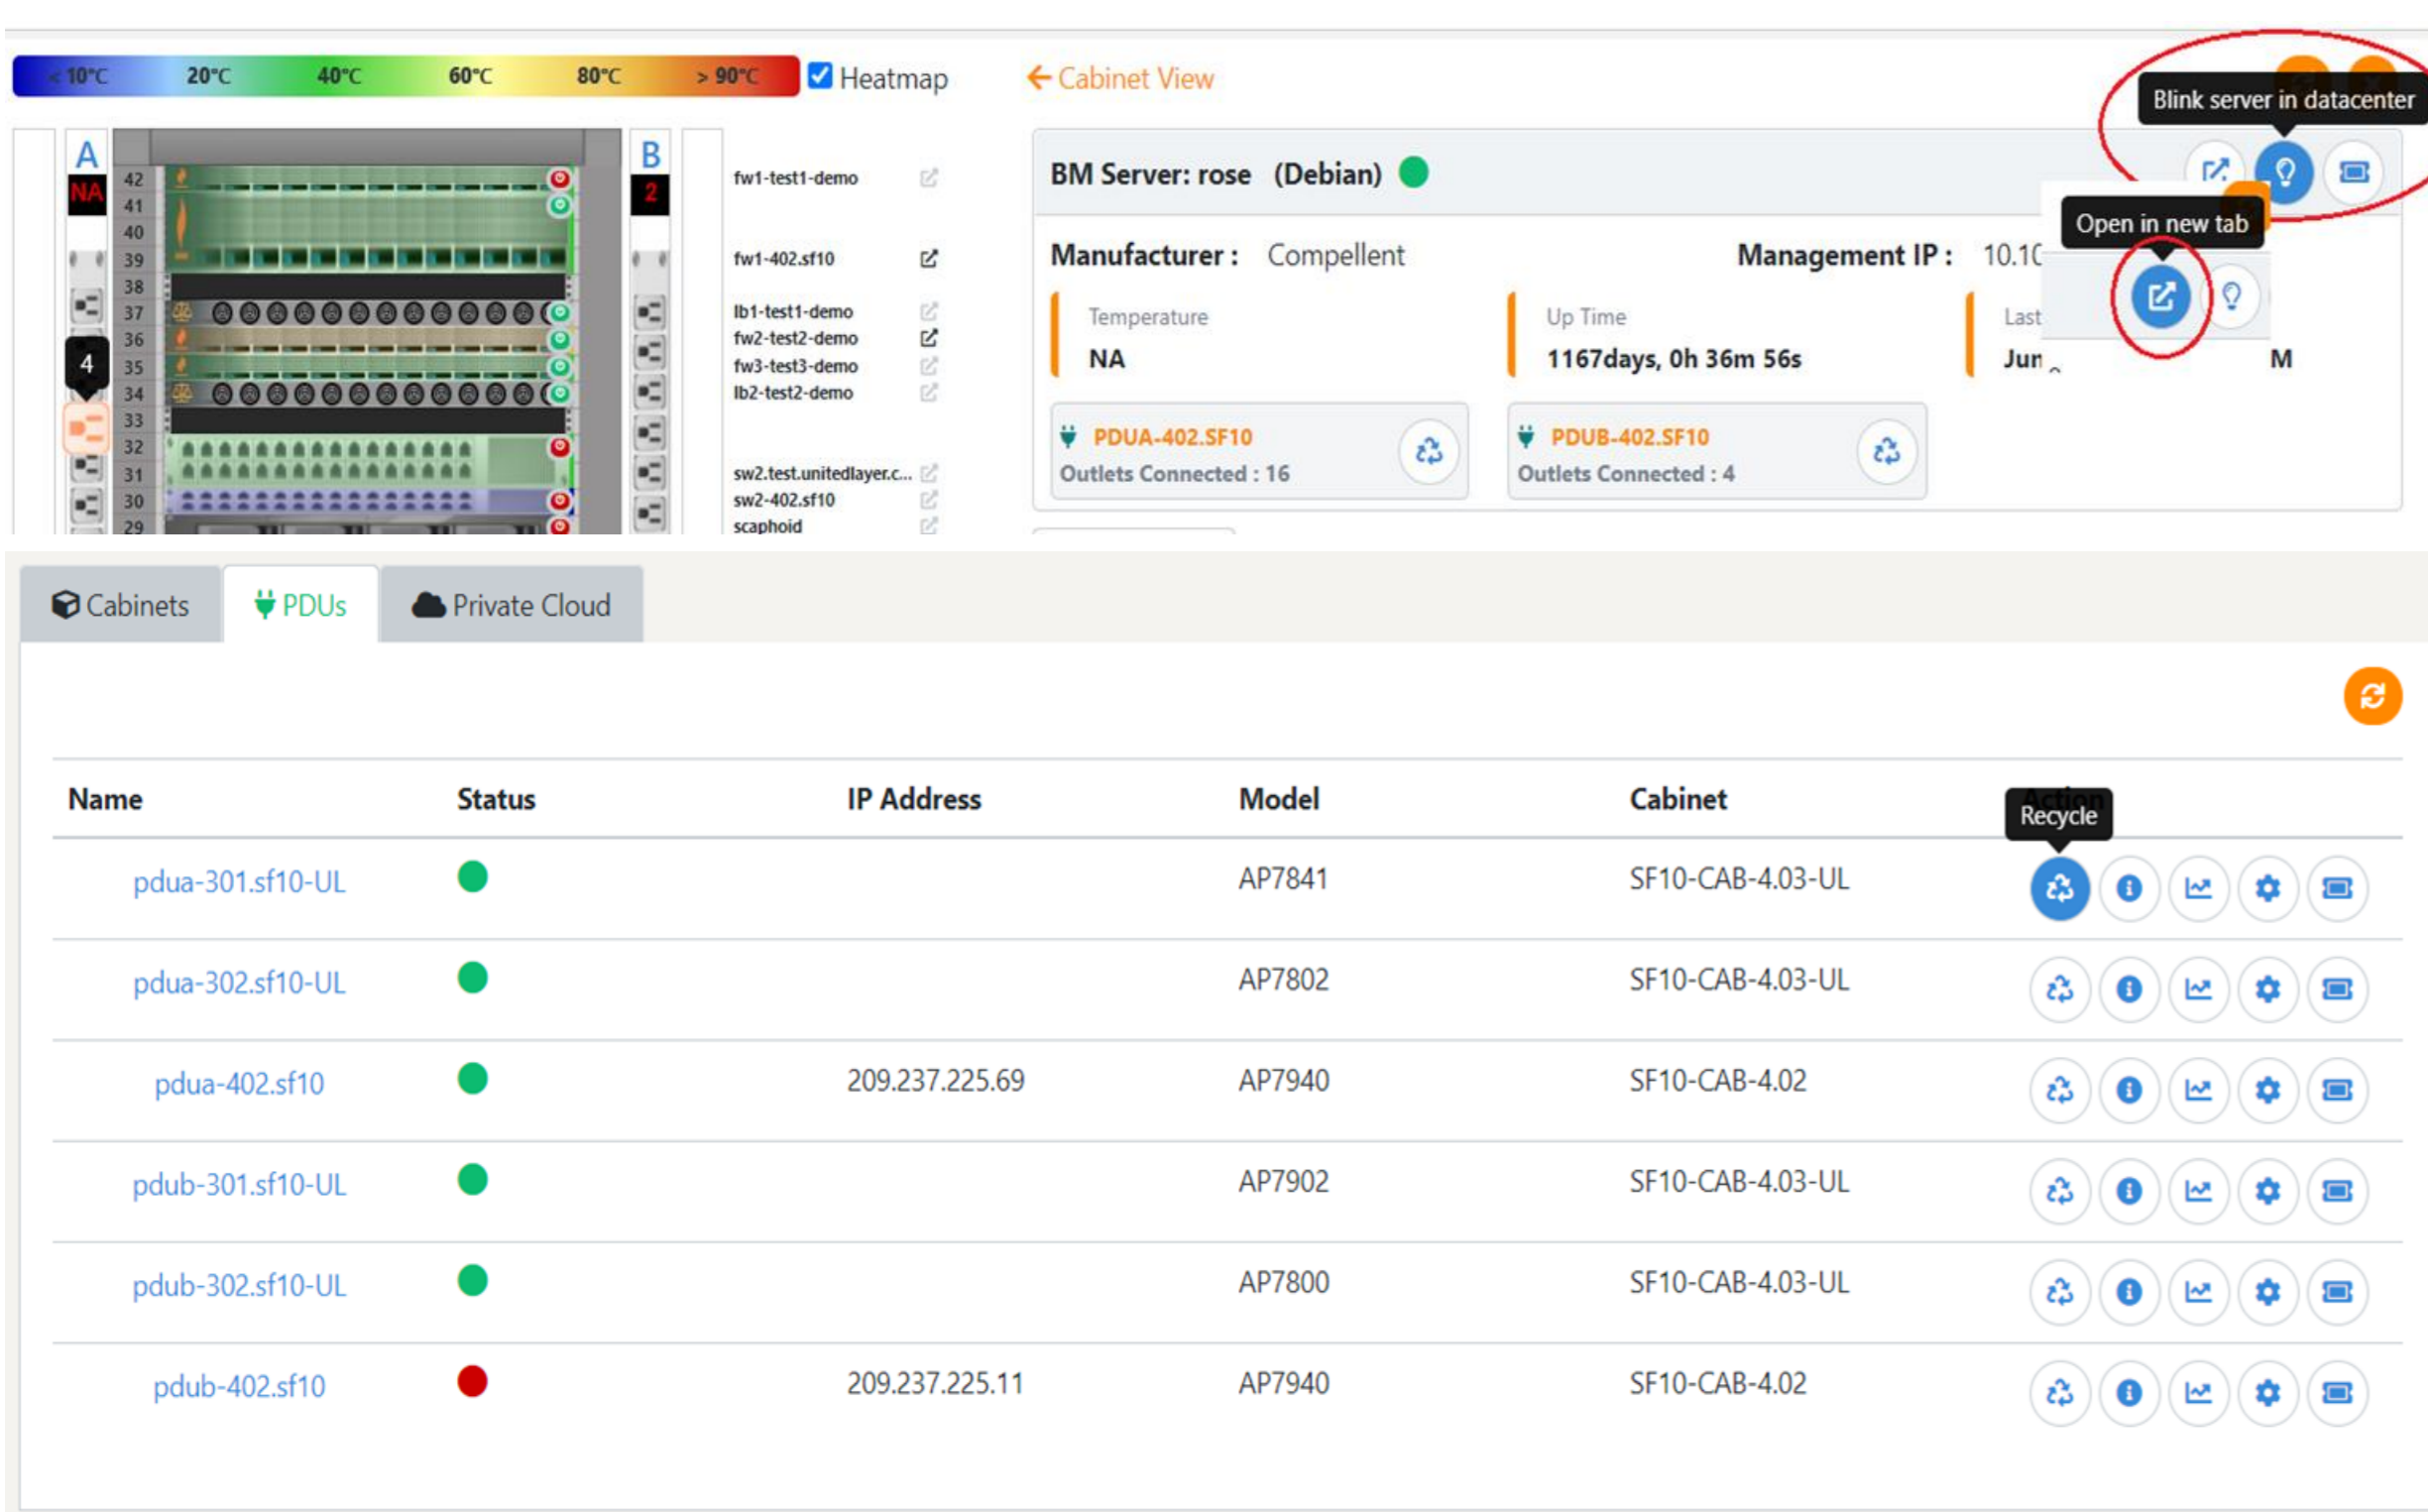 < 10°C 20°C 40°C 60°C 80°C > 90°C Heatmap
Cabinet View
Blink server in datacenter
A
NA
B
2
42
41
40
39
38
37
36
35
34
33
32
31
30
29
4
fw1-test1-demo
fw1-402.sf10
lb1-test1-demo
fw2-test2-demo
fw3-test3-demo
lb2-test2-demo
sw2.test.unitedlayer.c...
sw2-402.sf10
scaphoid
BM Server: rose (Debian)
Open in new tab
Manufacturer : Compellent Management IP : 10.10
Temperature Up Time Last
NA 1167days, 0h 36m 56s Jun M
PDUA-402.SF10 PDUB-402.SF10
Outlets Connected : 16 Outlets Connected : 4
Cabinets PDUs Private Cloud
Name Status IP Address Model Cabinet Action
Recycle
pdua-301.sf10-UL AP7841 SF10-CAB-4.03-UL
pdua-302.sf10-UL AP7802 SF10-CAB-4.03-UL
pdua-402.sf10 209.237.225.69 AP7940 SF10-CAB-4.02
pdub-301.sf10-UL AP7902 SF10-CAB-4.03-UL
pdub-302.sf10-UL AP7800 SF10-CAB-4.03-UL
pdub-402.sf10 209.237.225.11 AP7940 SF10-CAB-4.02